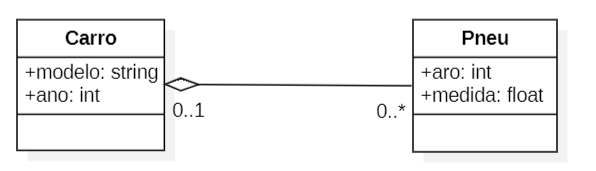 Carro
+modelo: string
+ano: int
0..1
0..*
Pneu
+aro: int
+medida: float